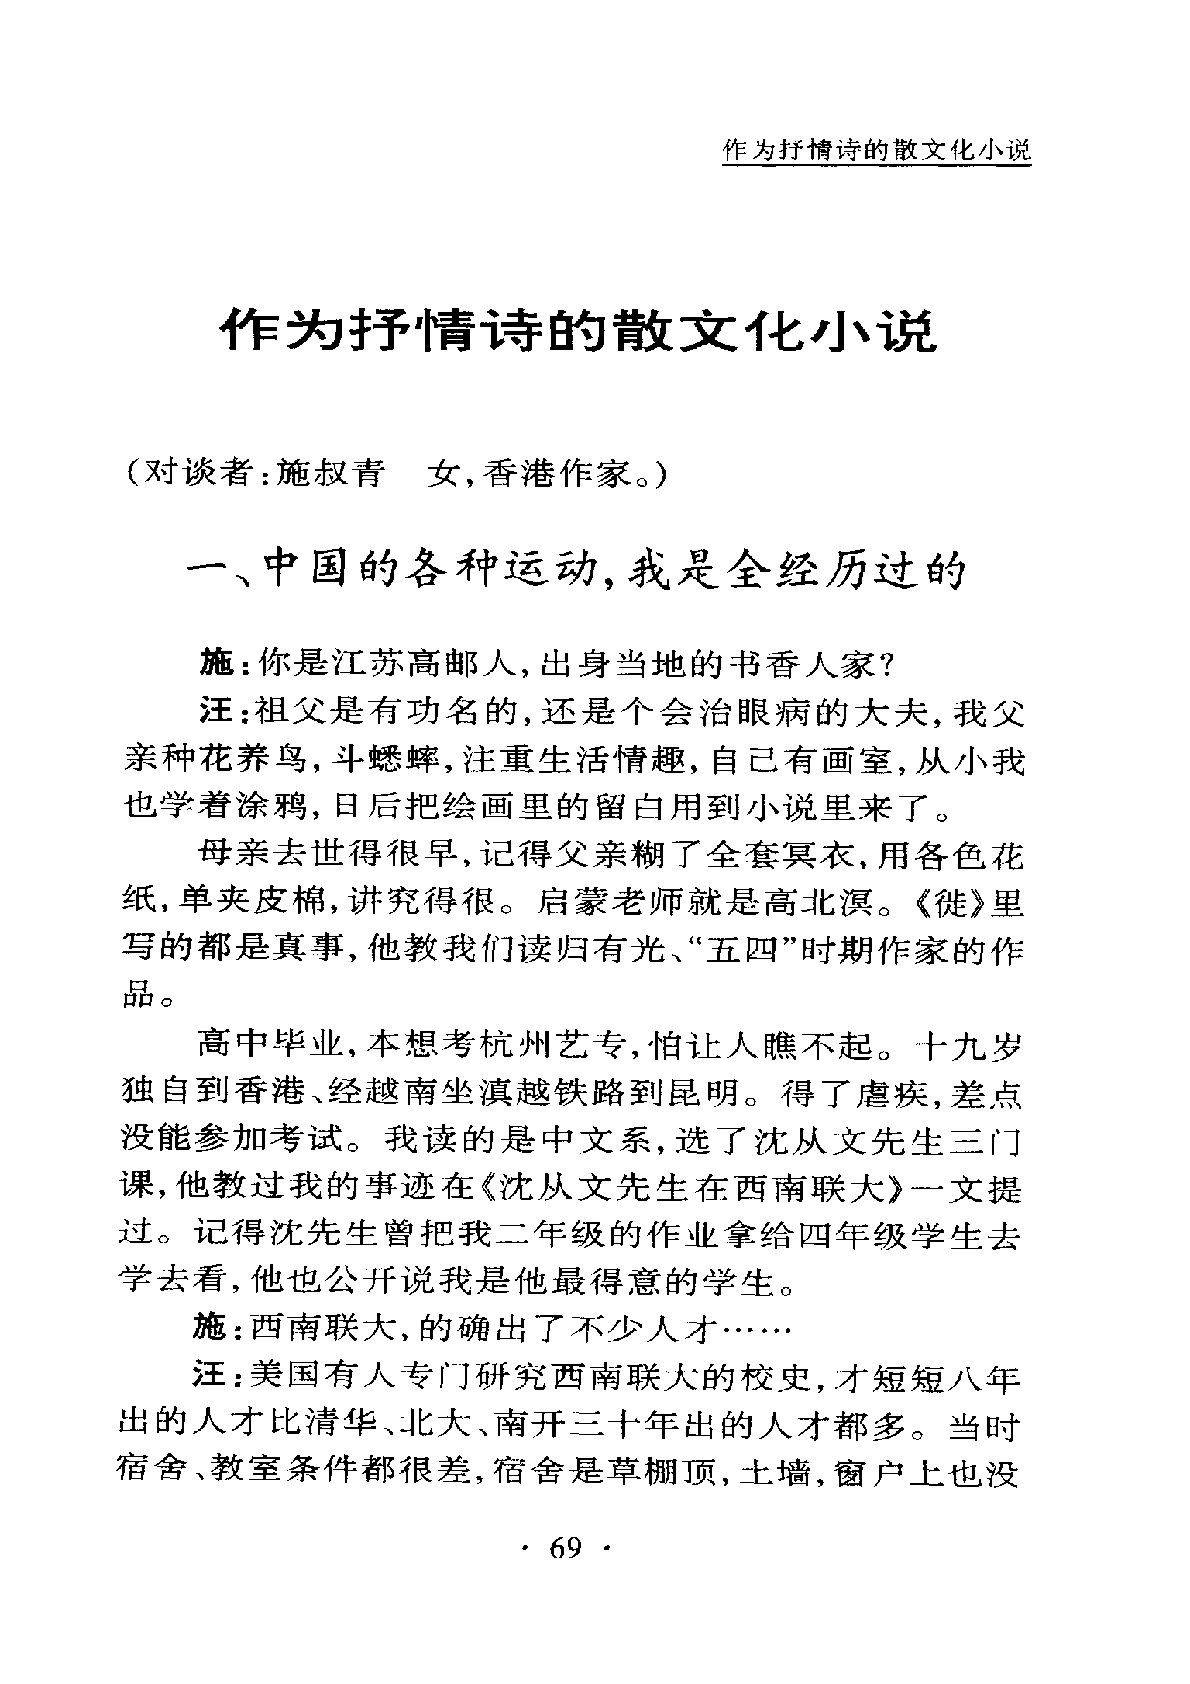 作为抒情诗的散文化小说
作为抒情诗的散文化小说
（对谈者：施叔青　女，香港作家。）
一、中国的各种运动，我是全经历过的
施：你是江苏高邮人，出身当地的书香人家？
汪：祖父是有功名的，还是个会治眼病的大夫，我父
亲种花养鸟，斗蟋蟀，注重生活情趣，自己有画室，从小我
也学着涂鸦，日后把绘画里的留白用到小说里来了。
母亲去世得很早，记得父亲糊了全套冥衣，用各色花
纸，单夹皮棉，讲究得很。启蒙老师就是高北溟。《徙》里
写的都是真事，他教我们读归有光、“五四”时期作家的作
品。
高中毕业，本想考杭州艺专，怕让人瞧不起。十九岁
独自到香港、经越南坐滇越铁路到昆明。得了虐疾，差点
没能参加考试。我读的是中文系，选了沈从文先生三门
课，他教过我的事迹在《沈从文先生在西南联大》一文提
过。记得沈先生曾把我二年级的作业拿给四年级学生去
学去看，他也公开说我是他最得意的学生。
施：西南联大，的确出了不少人才……
汪：美国有人专门研究西南联大的校史，才短短八年
出的人才比清华、北大、南开三十年出的人才都多。当时
宿舍、教室条件都很差，宿舍是草棚顶，土墙，窗户上也没
· 69 ·